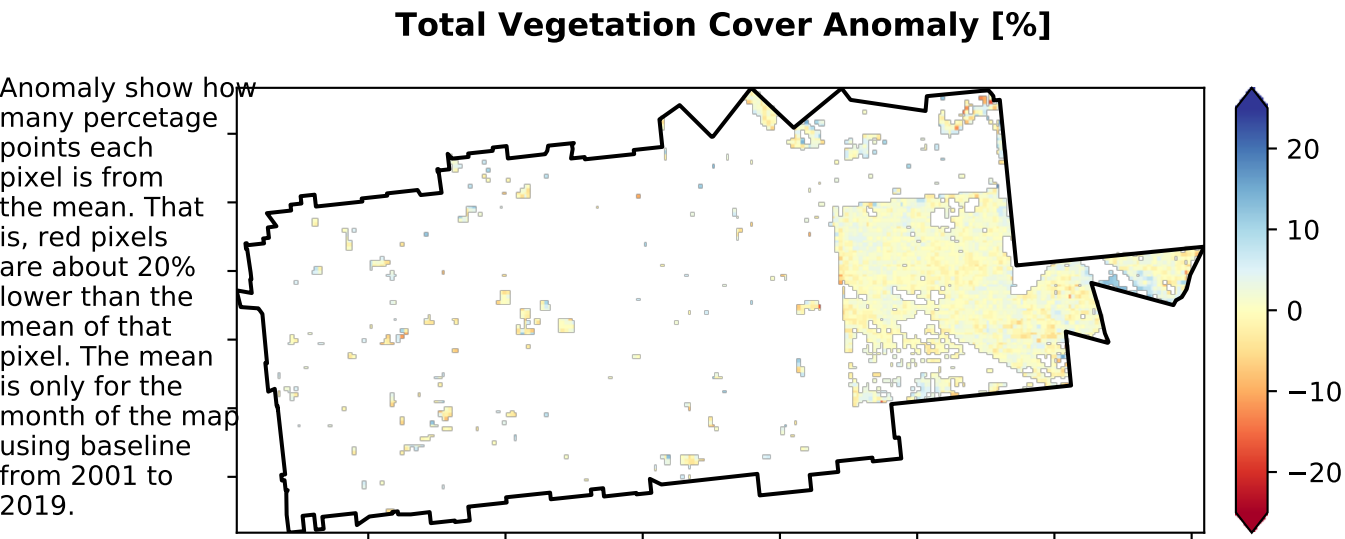 Total Vegetation Cover Anomaly [%]
Anomaly show how
many percetage
points each
pixel is from
the mean. That
is, red pixels
are about 20%
lower than the
mean of that
pixel. The mean
is only for the
month of the map
using baseline
from 2001 to
2019.
20
10
0
−10
−20